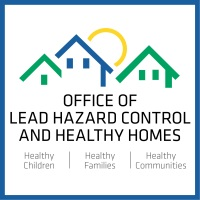 OFFICE OF
LEAD HAZARD CONTROL
AND HEALTHY HOMES
Healthy Children | Healthy Families | Healthy Communities